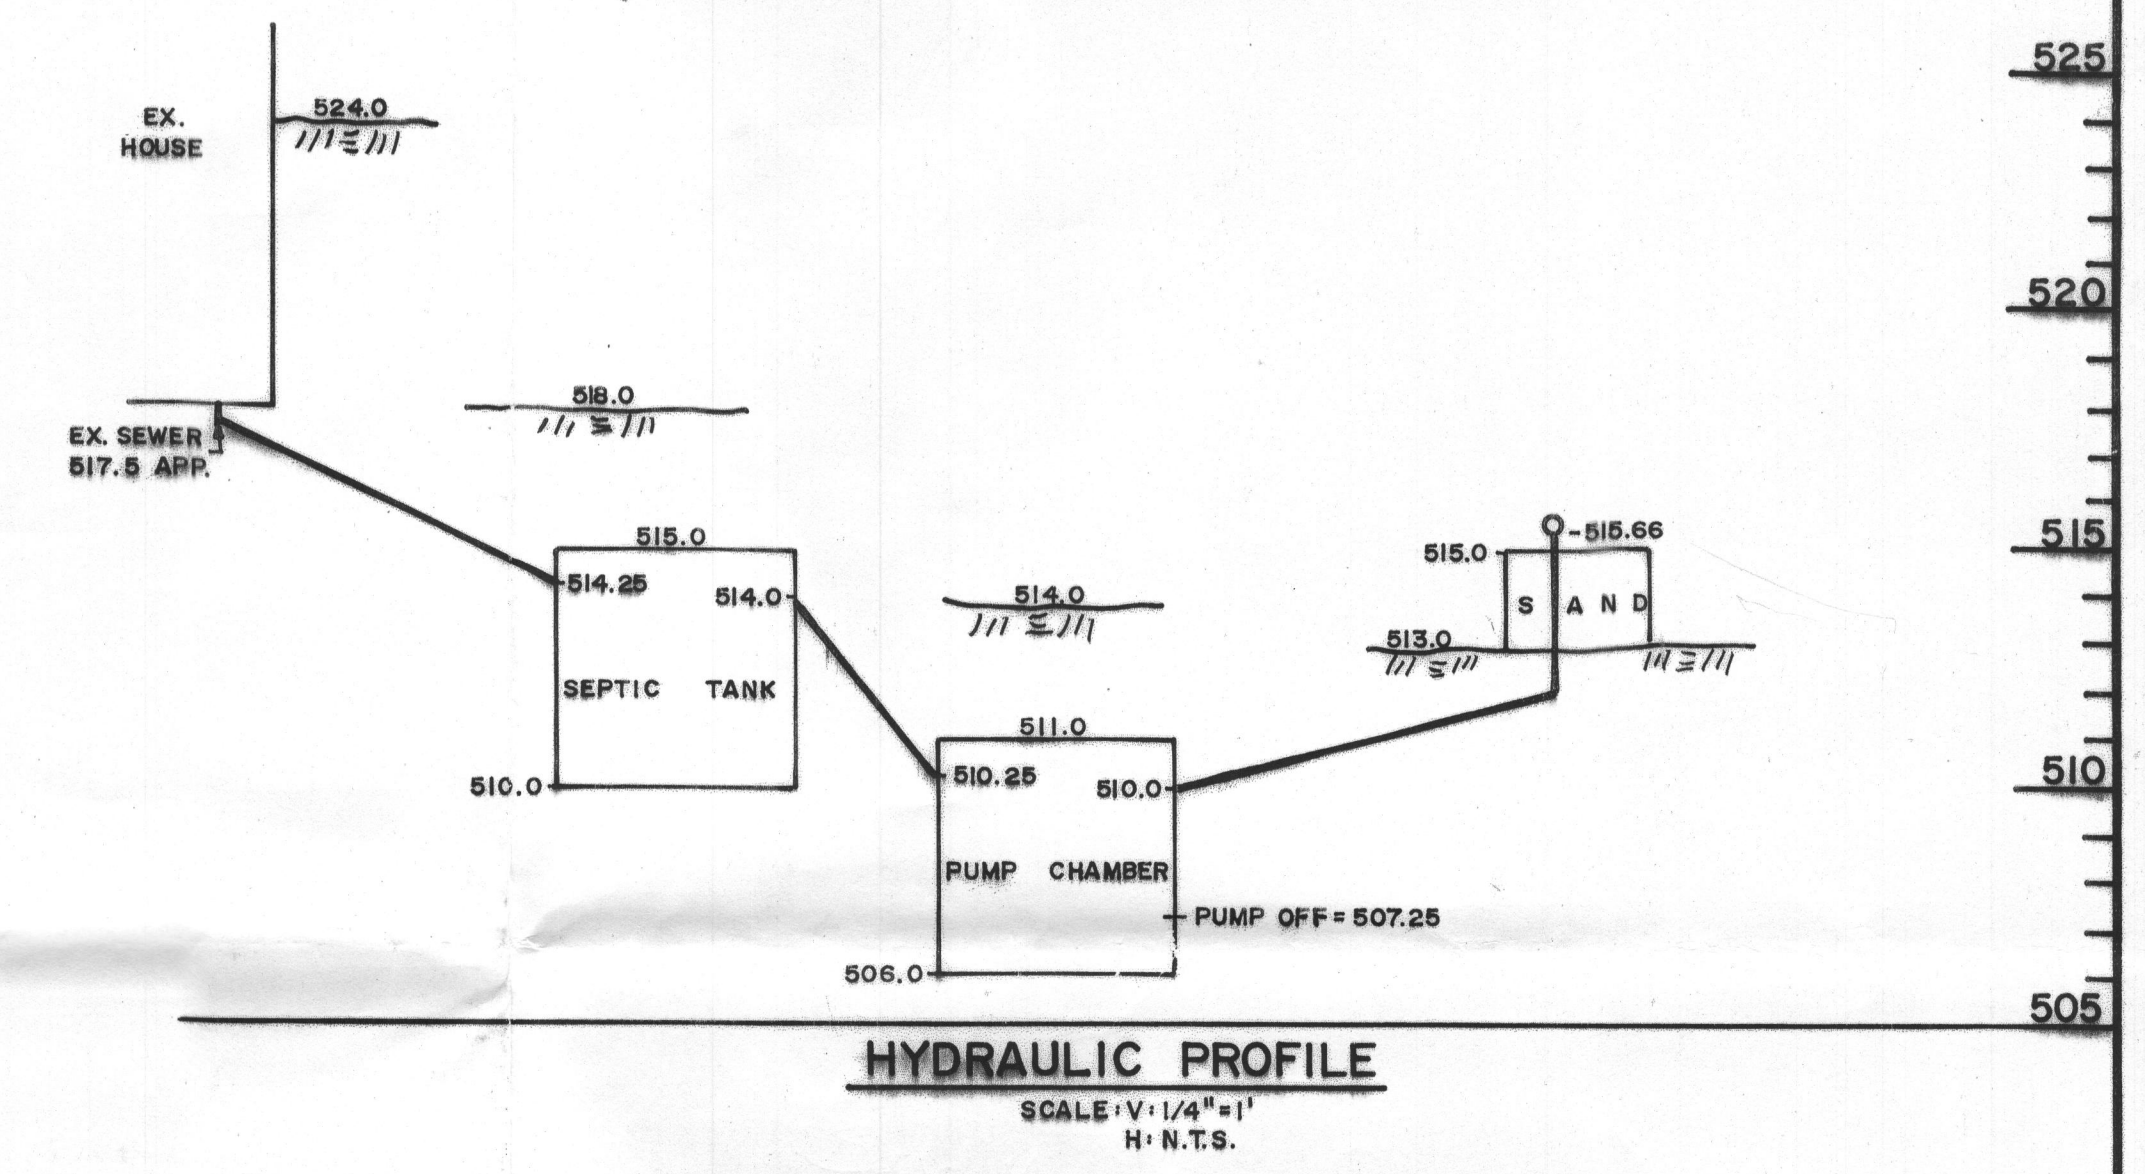 525
524.0
EX.
HOUSE
520
518.0
EX. SEWER
517.5 APP.
515.0
515.66
515
515.0
514.25
514.0
514.0
S A N D
513.0
SEPTIC TANK
511.0
510
510.0
510.25
510.0
PUMP CHAMBER
PUMP OFF = 507.25
506.0
505
HYDRAULIC PROFILE
SCALE: V: 1/4" = 1'
H: N.T.S.